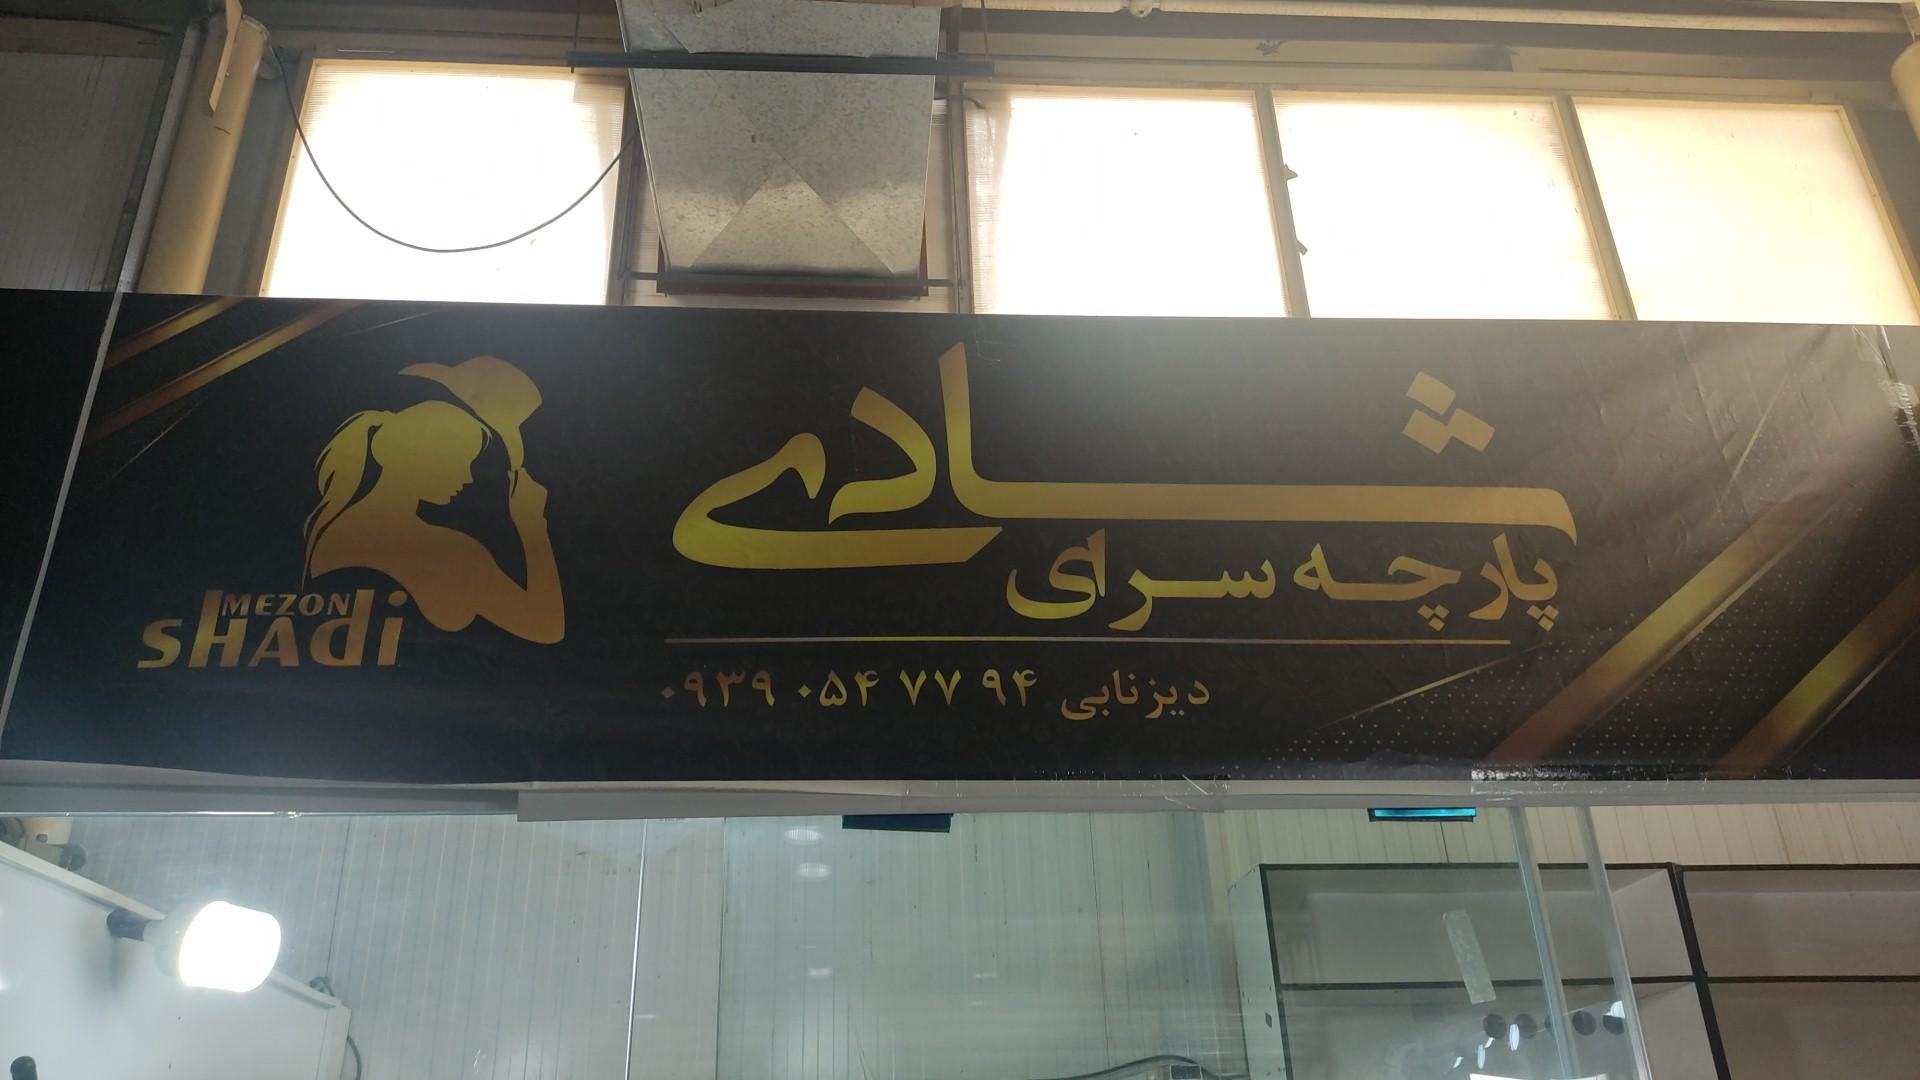 شادی
پارچه سرای
دیزنابی ۰۹۳۹ ۰۵۴ ۷۷ ۹۴
MEZON
SHADI